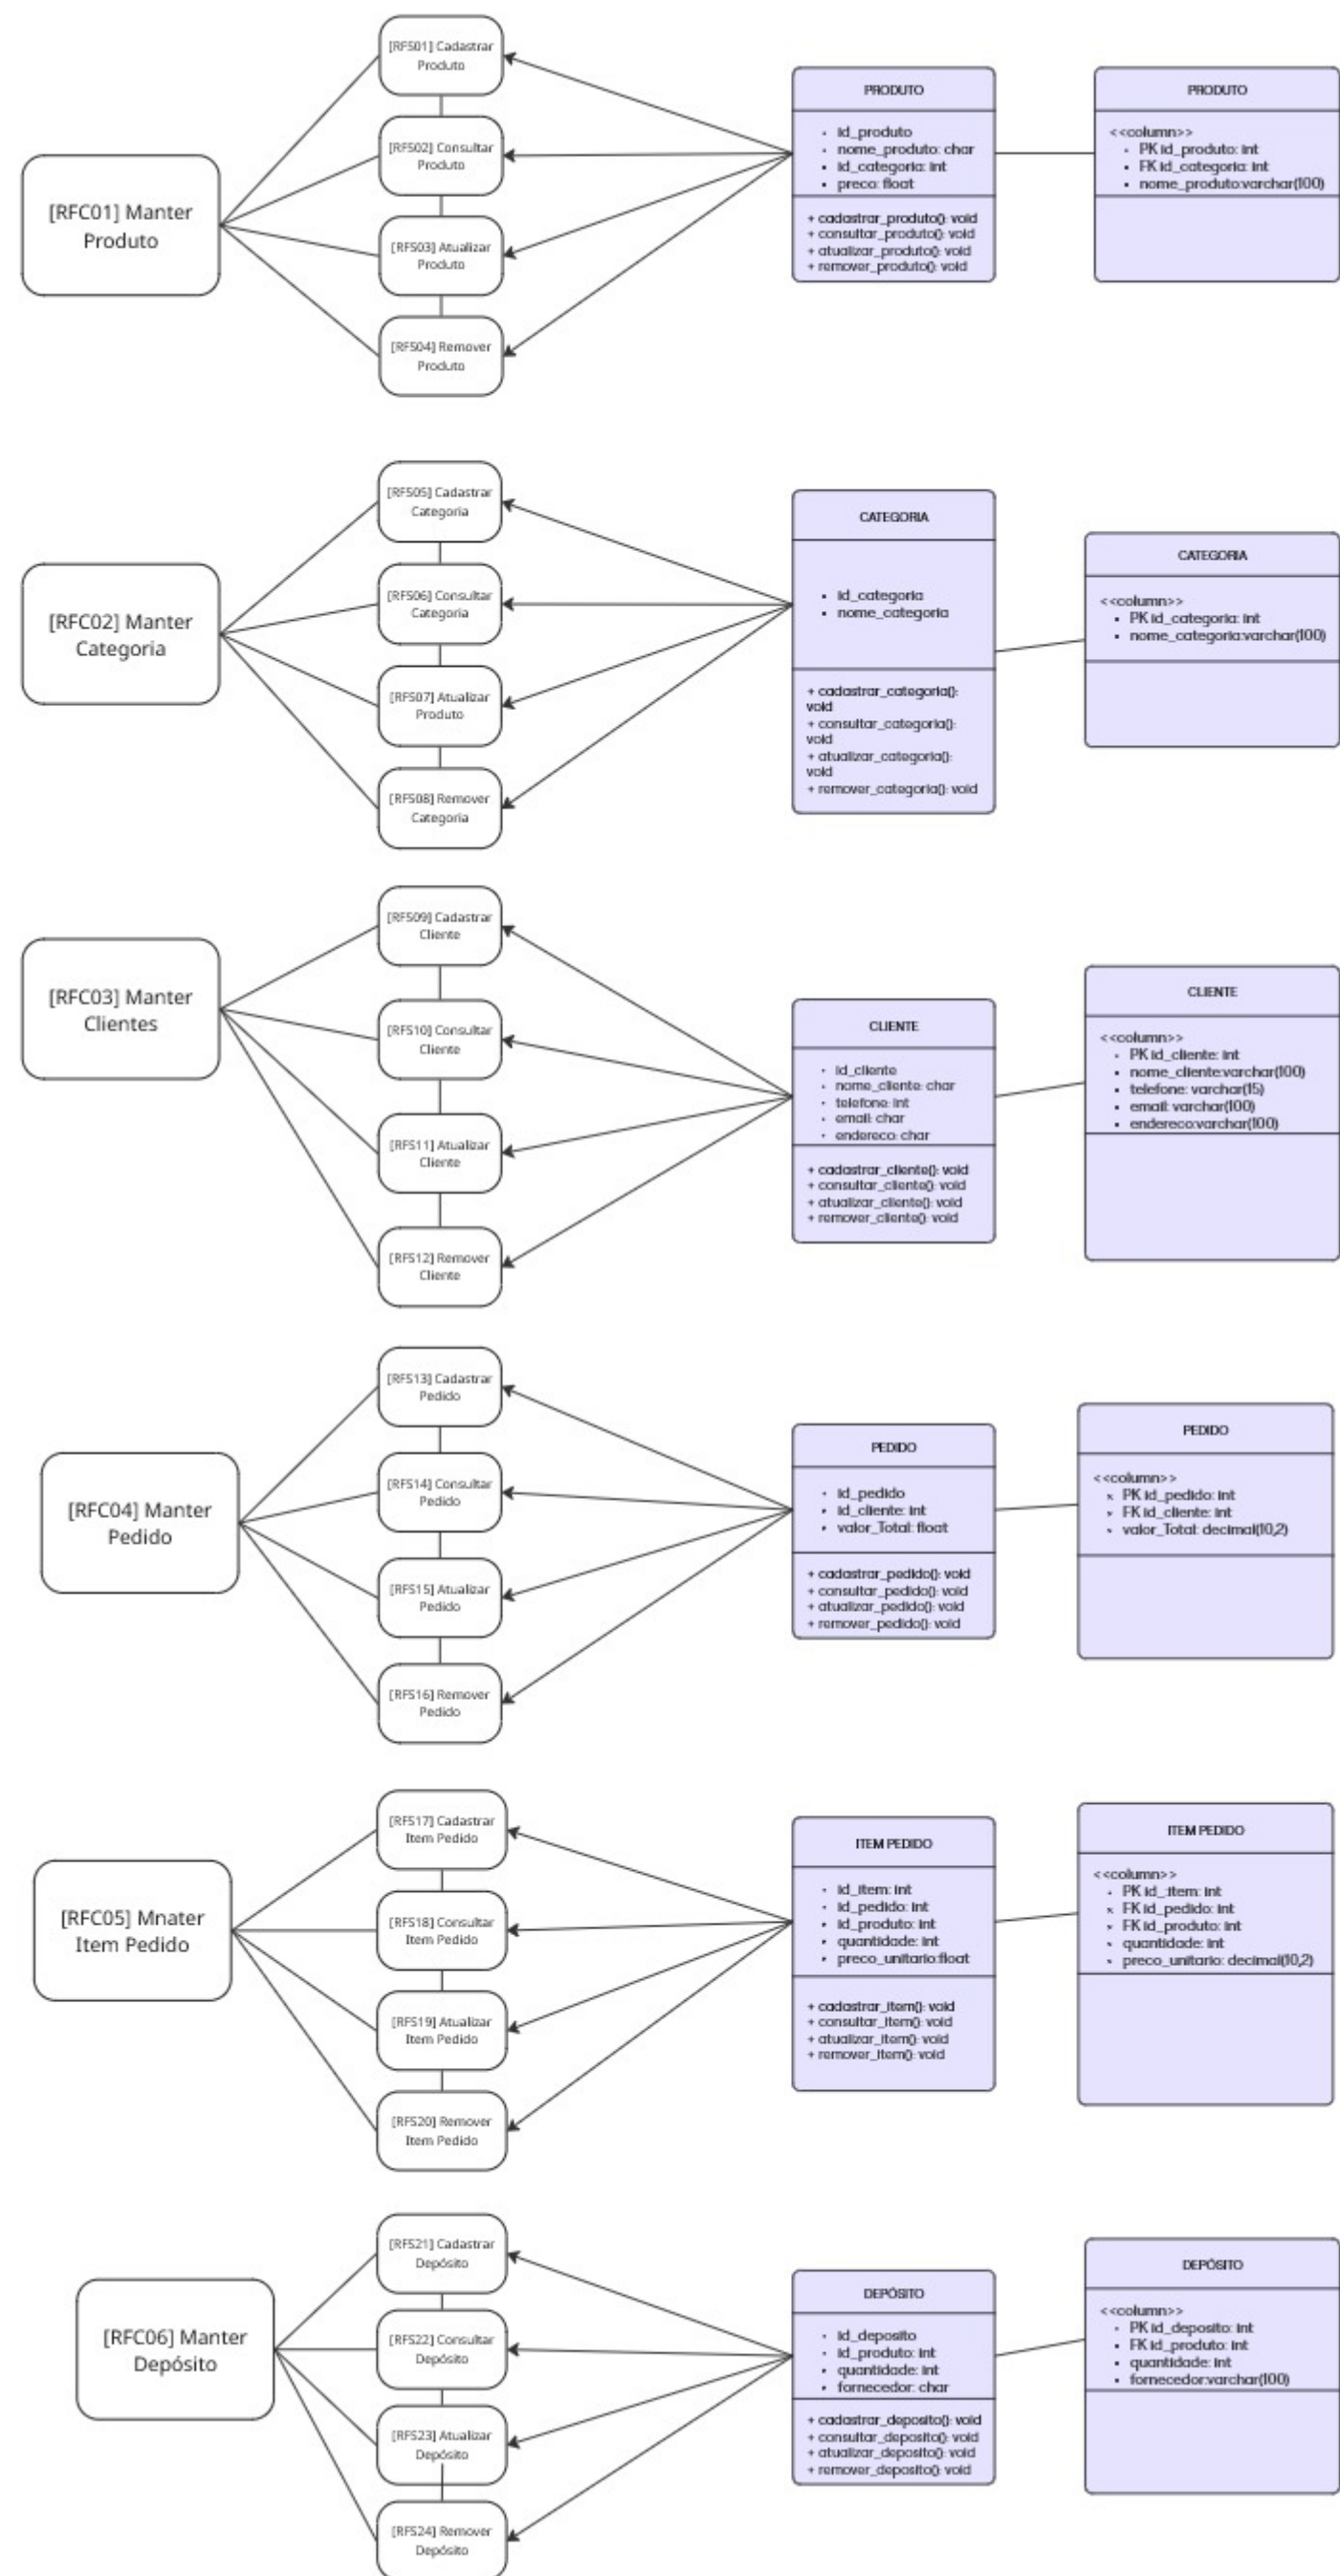 [RFS01] Cadastrar
Produto
[RFS02] Consultar
Produto
[RFC01] Manter
Produto
[RFS03] Atualizar
Produto
[RFS04] Remover
Produto
PRODUTO
id_produto
nome_produto: char
id_categoria: int
preco: float
+ cadastrar_produto(): void
+ consultar_produto(): void
+ atualizar_produto(): void
+ remover_produto(): void
PRODUTO
<<column>>
PK id_produto: int
FK id_categoria: int
nome_produto:varchar(100)
[RFS05] Cadastrar
Categoria
[RFS06] Consultar
Categoria
[RFC02] Manter
Categoria
[RFS07] Atualizar
Produto
[RFS08] Remover
Categoria
CATEGORIA
id_categoria
nome_categoria
+ cadastrar_categoria():
void
+ consultar_categoria():
void
+ atualizar_categoria():
void
+ remover_categoria(): void
CATEGORIA
<<column>>
PK id_categoria: int
nome_categoria:varchar(100)
[RFS09] Cadastrar
Cliente
[RFC03] Manter
Clientes
[RFS10] Consultar
Cliente
[RFS11] Atualizar
Cliente
[RFS12] Remover
Cliente
CLIENTE
id_cliente
nome_cliente: char
telefone: int
email: char
endereco: char
+ cadastrar_cliente(): void
+ consultar_cliente(): void
+ atualizar_cliente(): void
+ remover_cliente(): void
CLIENTE
<<column>>
PK id_cliente: int
nome_cliente:varchar(100)
telefone: varchar(15)
email: varchar(100)
endereco:varchar(100)
[RFS13] Cadastrar
Pedido
[RFS14] Consultar
Pedido
[RFC04] Manter
Pedido
[RFS15] Atualizar
Pedido
[RFS16] Remover
Pedido
PEDIDO
id_pedido
id_cliente: int
valor_Total: float
+ cadastrar_pedido(): void
+ consultar_pedido(): void
+ atualizar_pedido(): void
+ remover_pedido(): void
PEDIDO
<<column>>
PK id_pedido: int
FK id_cliente: int
valor_Total: decimal(10,2)
[RFS17] Cadastrar
Item Pedido
[RFC05] Mnater
Item Pedido
[RFS18] Consultar
Item Pedido
[RFS19] Atualizar
Item Pedido
[RFS20] Remover
Item Pedido
ITEM PEDIDO
id_item: int
id_pedido: int
id_produto: int
quantidade: int
preco_unitario:float
+ cadastrar_item(): void
+ consultar_item(): void
+ atualizar_item(): void
+ remover_item(): void
ITEM PEDIDO
<<column>>
PK id_item: int
FK id_pedido: int
FK id_produto: int
quantidade: int
preco_unitario: decimal(10,2)
[RFS21] Cadastrar
Depósito
[RFC06] Manter
Depósito
[RFS22] Consultar
Depósito
[RFS23] Atualizar
Depósito
[RFS24] Remover
Depósito
DEPÓSITO
id_deposito
id_produto: int
quantidade: int
fornecedor: char
+ cadastrar_deposito(): void
+ consultar_deposito(): void
+ atualizar_deposito(): void
+ remover_deposito(): void
DEPÓSITO
<<column>>
PK id_deposito: int
FK id_produto: int
quantidade: int
fornecedor:varchar(100)